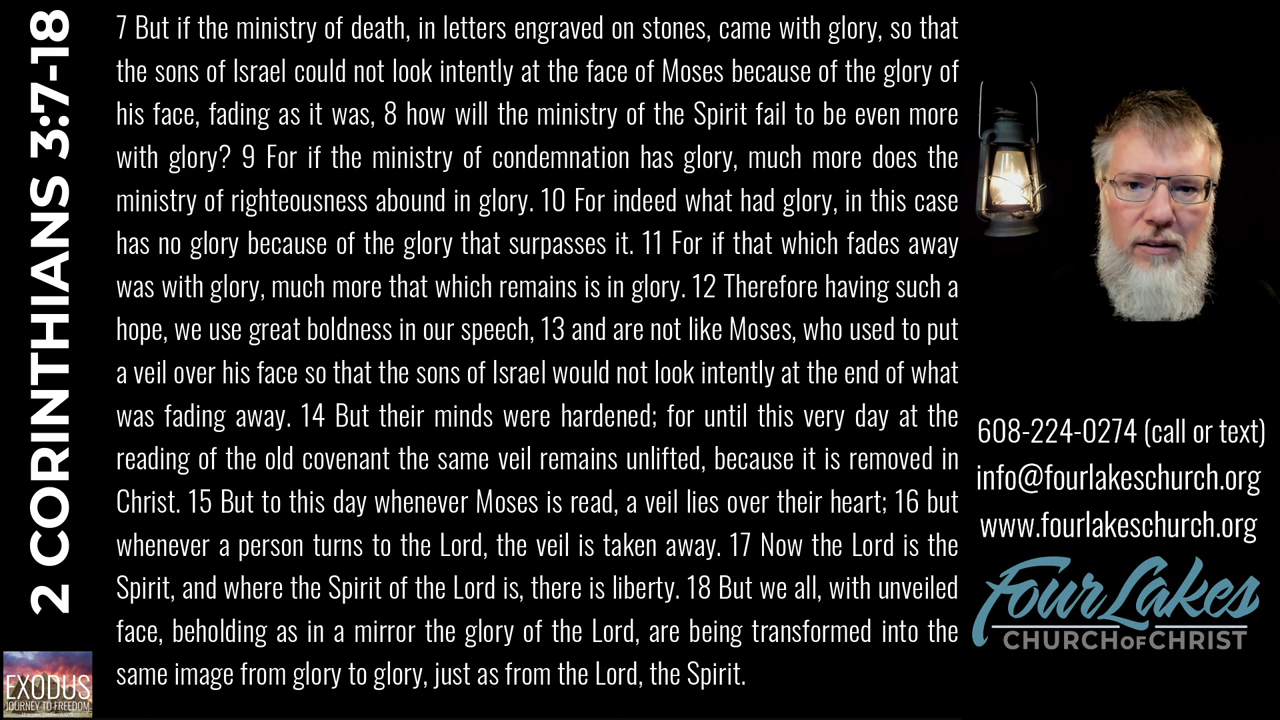 2 CORINTHIANS 3:7-18
7 But if the ministry of death, in letters engraved on stones, came with glory, so that
the sons of Israel could not look intently at the face of Moses because of the glory of
his face, fading as it was, 8 how will the ministry of the Spirit fail to be even more
with glory? 9 For if the ministry of condemnation has glory, much more does the
ministry of righteousness abound in glory. 10 For indeed what had glory, in this case
has no glory because of the glory that surpasses it. 11 For if that which fades away
was with glory, much more that which remains is in glory. 12 Therefore having such a
hope, we use great boldness in our speech, 13 and are not like Moses, who used to put
a veil over his face so that the sons of Israel would not look intently at the end of what
was fading away. 14 But their minds were hardened; for until this very day at the
reading of the old covenant the same veil remains unlifted, because it is removed in
Christ. 15 But to this day whenever Moses is read, a veil lies over their heart; 16 but
whenever a person turns to the Lord, the veil is taken away. 17 Now the Lord is the
Spirit, and where the Spirit of the Lord is, there is liberty. 18 But we all, with unveiled
face, beholding as in a mirror the glory of the Lord, are being transformed into the
same image from glory to glory, just as from the Lord, the Spirit.
608-224-0274 (call or text)
info@fourlakeschurch.org
www.fourlakeschurch.org
Four Lakes
CHURCH OF CHRIST
EXODUS
JOURNEY TO FREEDOM